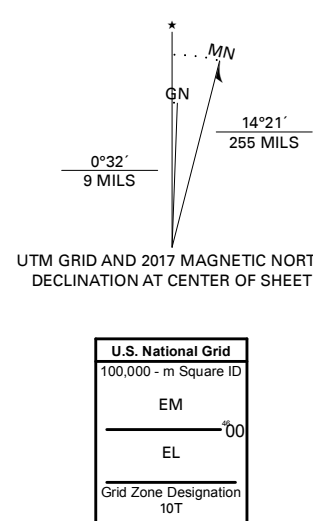 ★
MN
GN
14°21´
255 MILS
0°32´
9 MILS
UTM GRID AND 2017 MAGNETIC NORT
DECLINATION AT CENTER OF SHEET
U.S. National Grid
100,000 - m Square ID
EM
⁴⁶00
EL
Grid Zone Designation
10T